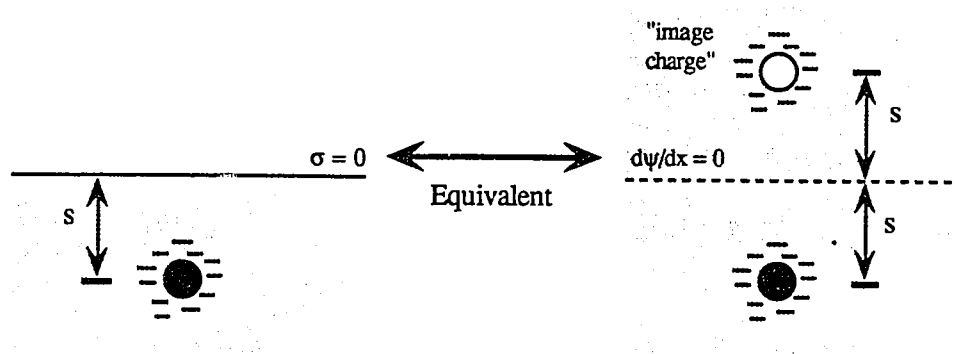 "image
charge"
S
σ = 0
dψ/dx = 0
S
Equivalent
S